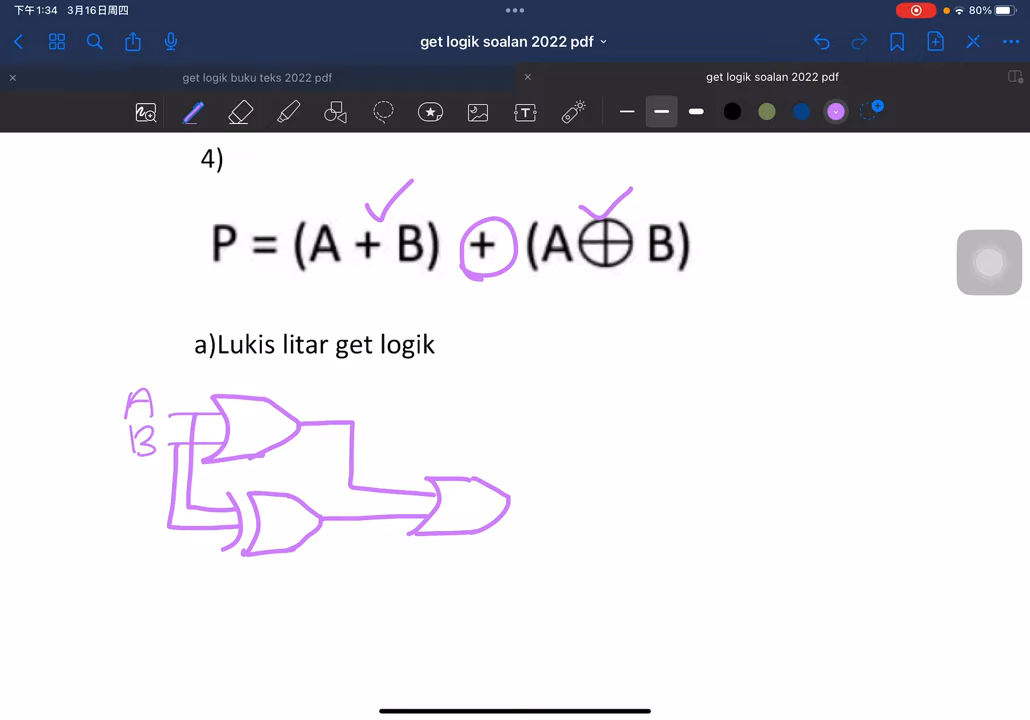 下午1:34 3月16日周四
80%
get logik soalan 2022 pdf
get logik buku teks 2022 pdf
get logik soalan 2022 pdf
4)
P = (A + B) + (A ⊕ B)
a)Lukis litar get logik
A
B